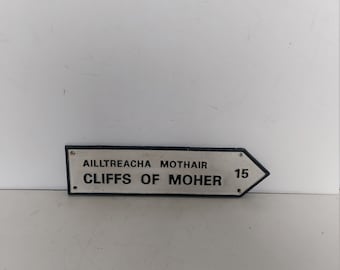 AILLTREACHA MOTHAIR
CLIFFS OF MOHER 15